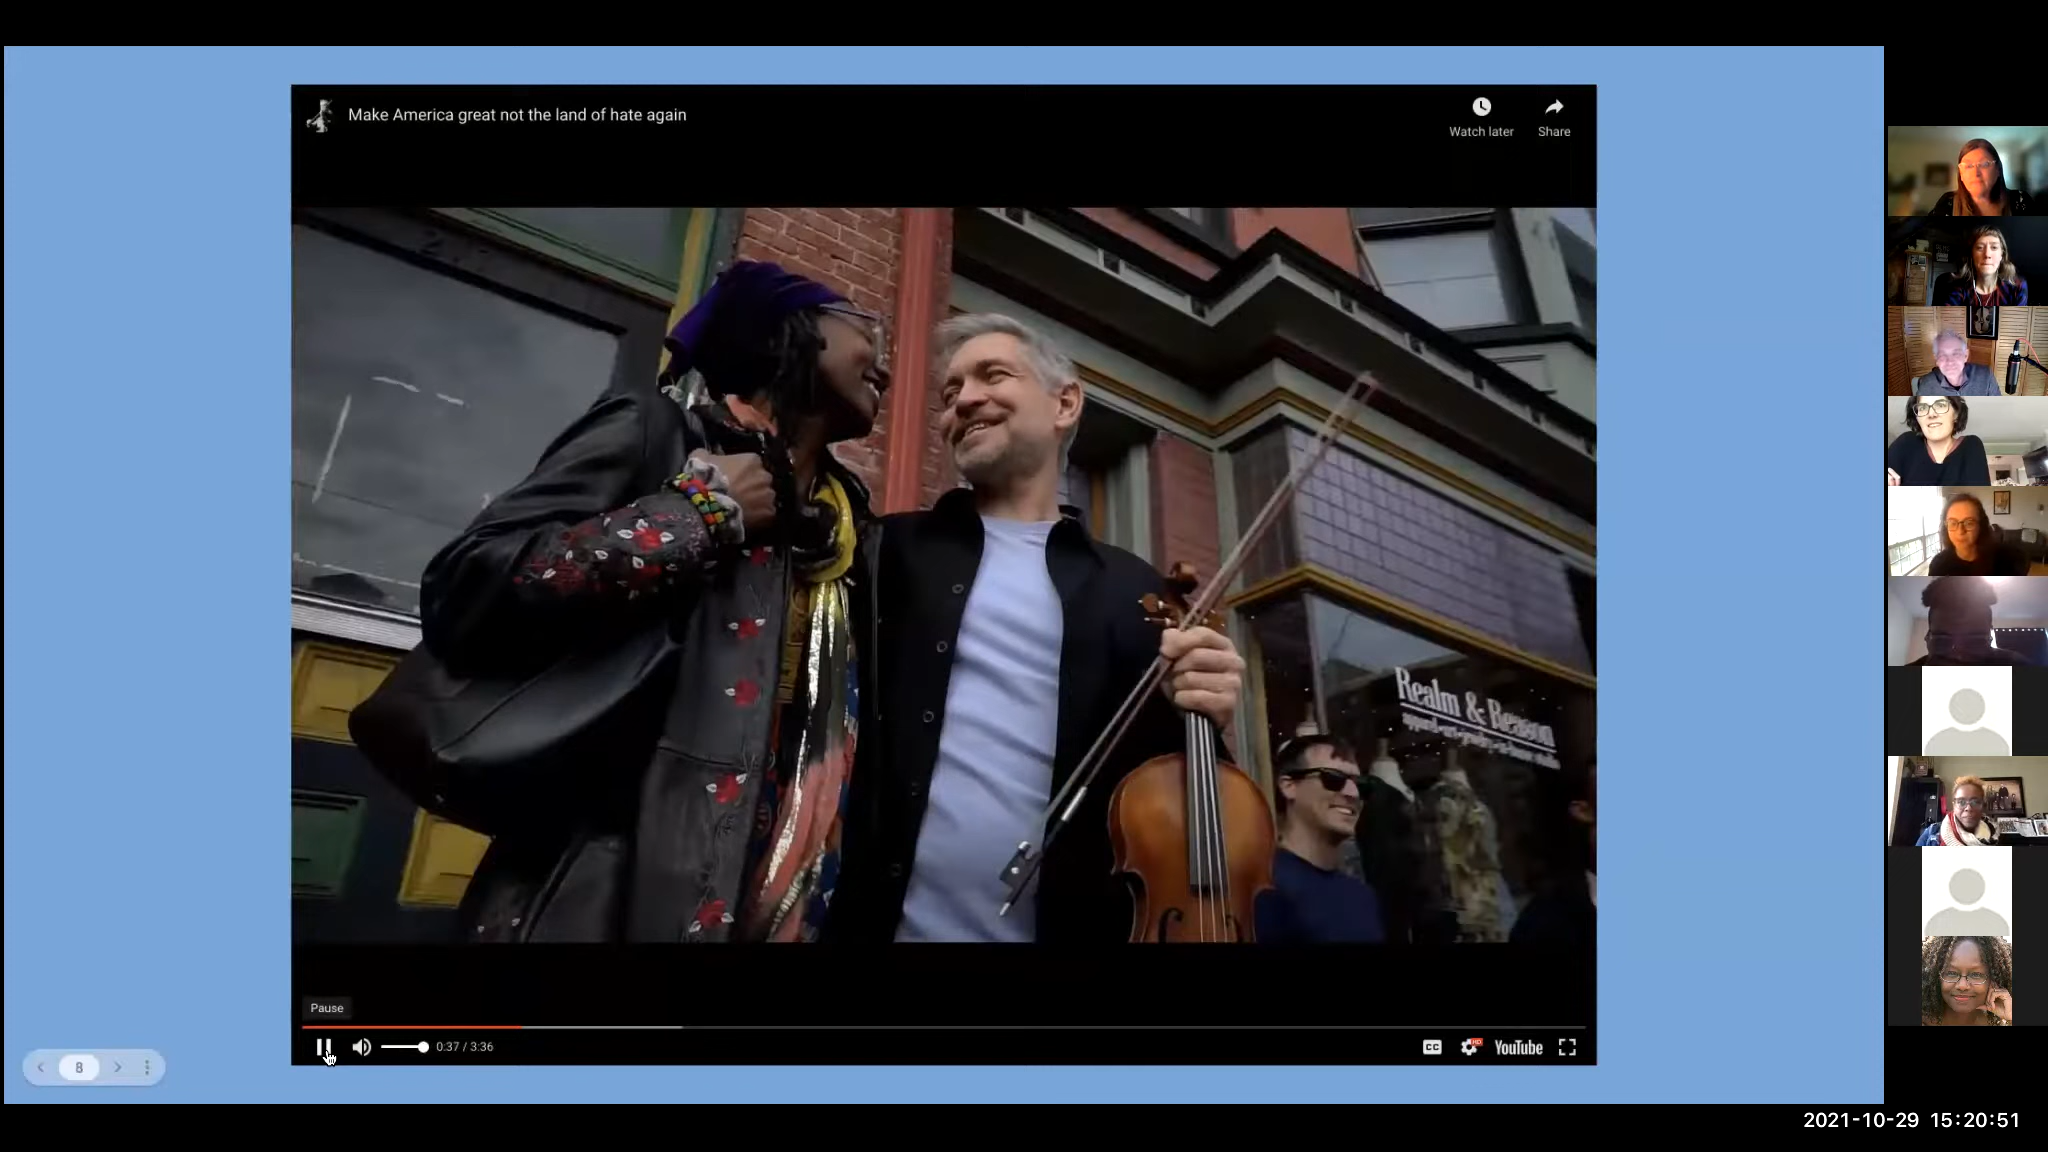 Make America great not the land of hate again
Watch later
Share
Realm & Reason
Pause
0:37 / 3:36
CC
HD
YouTube
8
2021-10-29 15:20:51